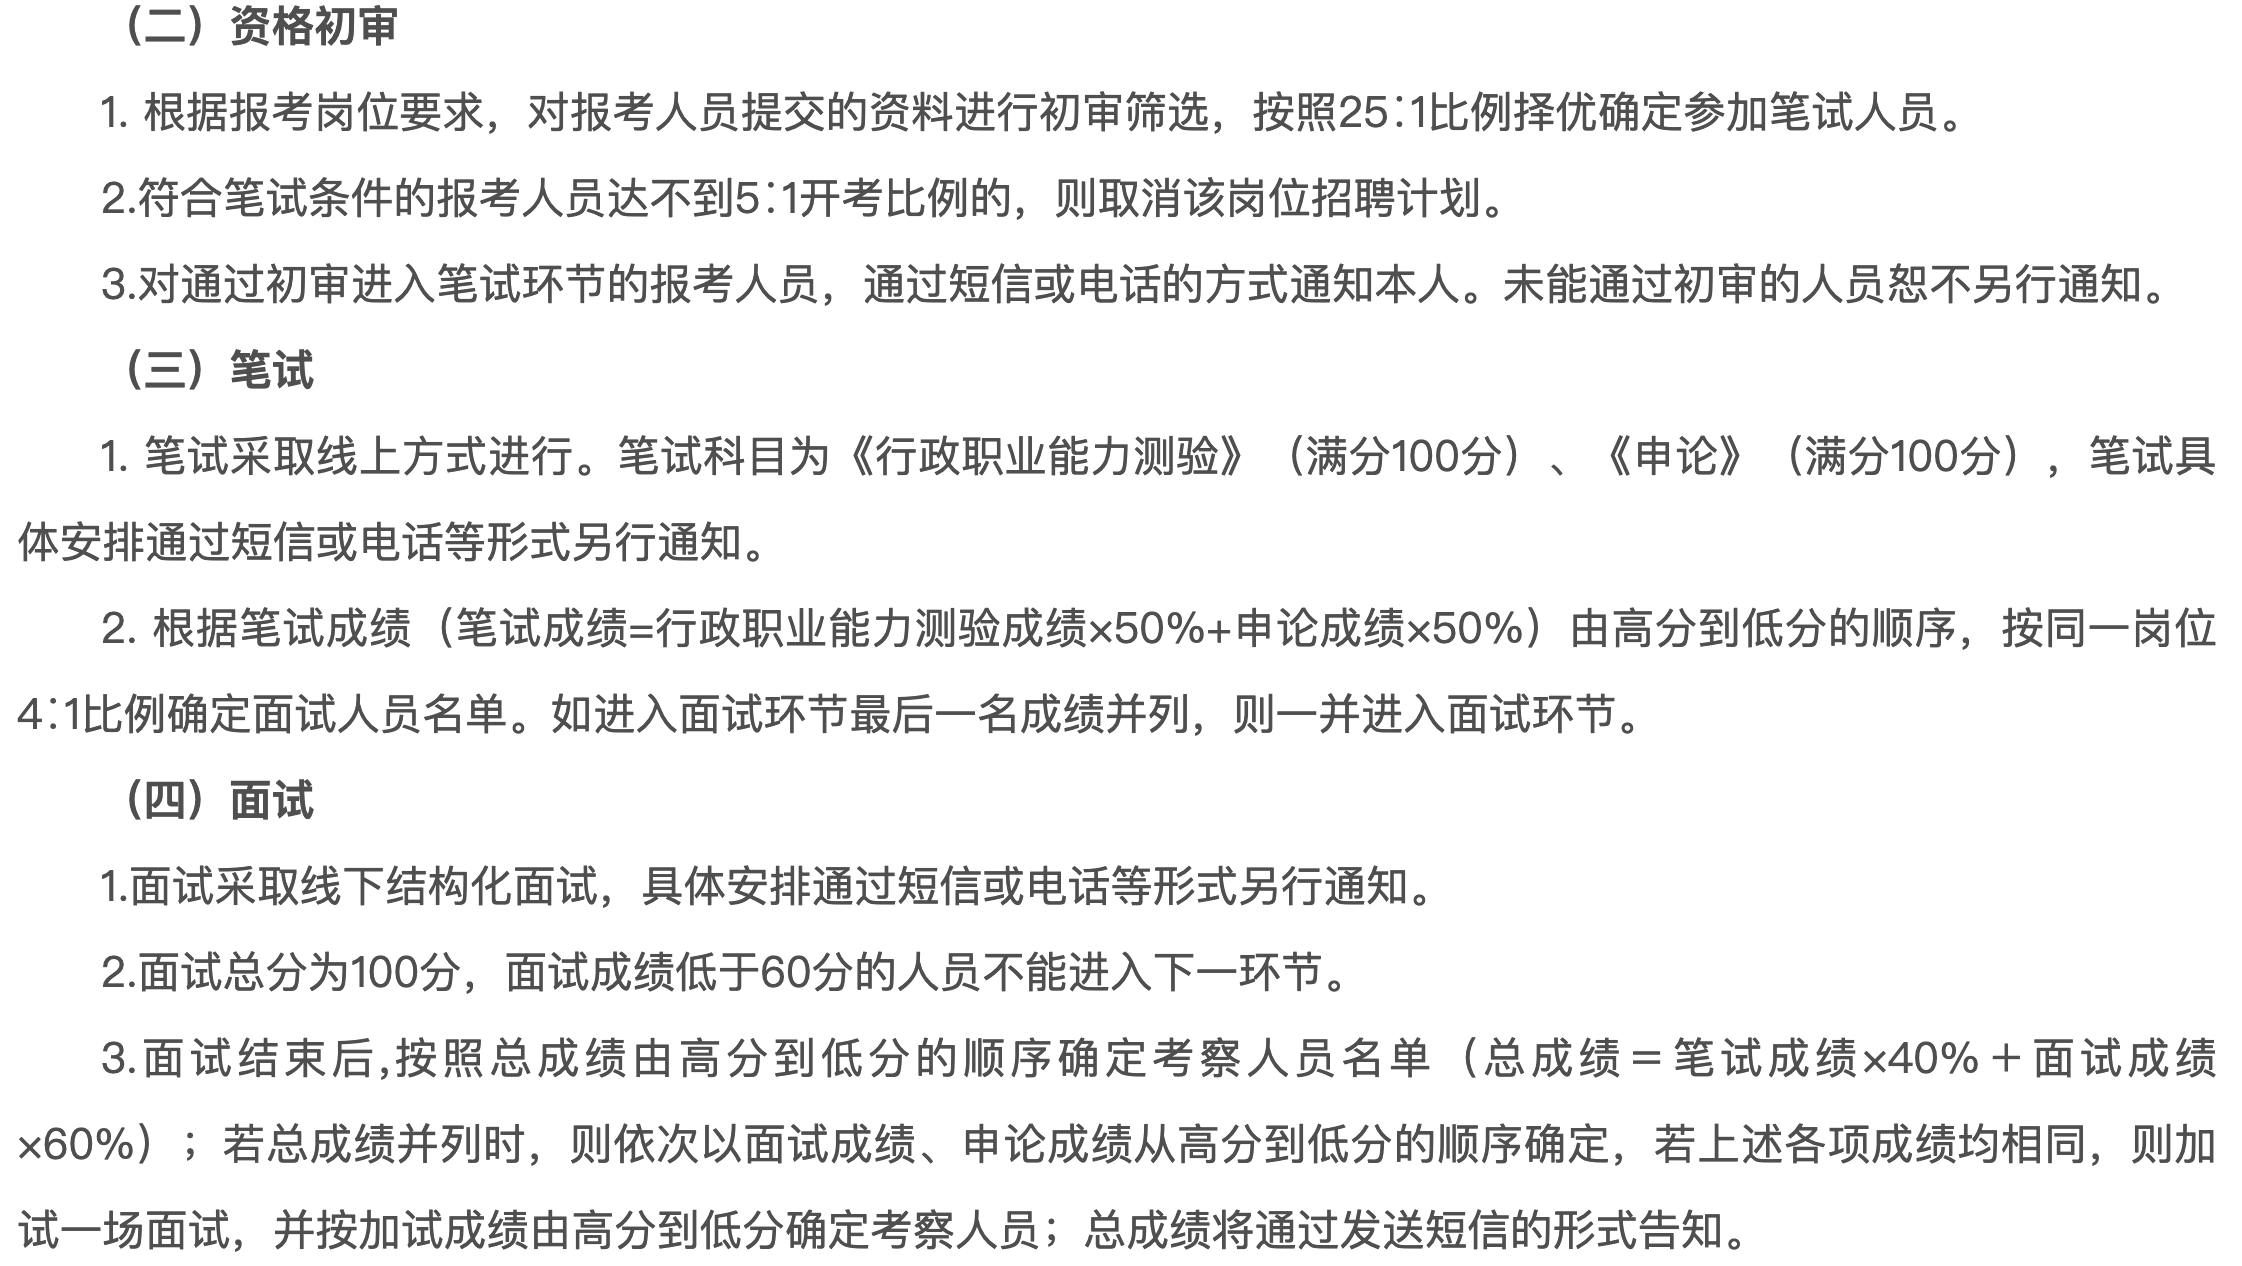 （二）资格初审
1. 根据报考岗位要求，对报考人员提交的资料进行初审筛选，按照25∶1比例择优确定参加笔试人员。
2.符合笔试条件的报考人员达不到5∶1开考比例的，则取消该岗位招聘计划。
3.对通过初审进入笔试环节的报考人员，通过短信或电话的方式通知本人。未能通过初审的人员恕不另行通知。
（三）笔试
1. 笔试采取线上方式进行。笔试科目为《行政职业能力测验》（满分100分）、《申论》（满分100分），笔试具
体安排通过短信或电话等形式另行通知。
2. 根据笔试成绩（笔试成绩=行政职业能力测验成绩×50%+申论成绩×50%）由高分到低分的顺序，按同一岗位
4∶1比例确定面试人员名单。如进入面试环节最后一名成绩并列，则一并进入面试环节。
（四）面试
1.面试采取线下结构化面试，具体安排通过短信或电话等形式另行通知。
2.面试总分为100分，面试成绩低于60分的人员不能进入下一环节。
3.面试结束后,按照总成绩由高分到低分的顺序确定考察人员名单（总成绩＝笔试成绩×40%＋面试成绩
×60%）；若总成绩并列时，则依次以面试成绩、申论成绩从高分到低分的顺序确定，若上述各项成绩均相同，则加
试一场面试，并按加试成绩由高分到低分确定考察人员；总成绩将通过发送短信的形式告知。